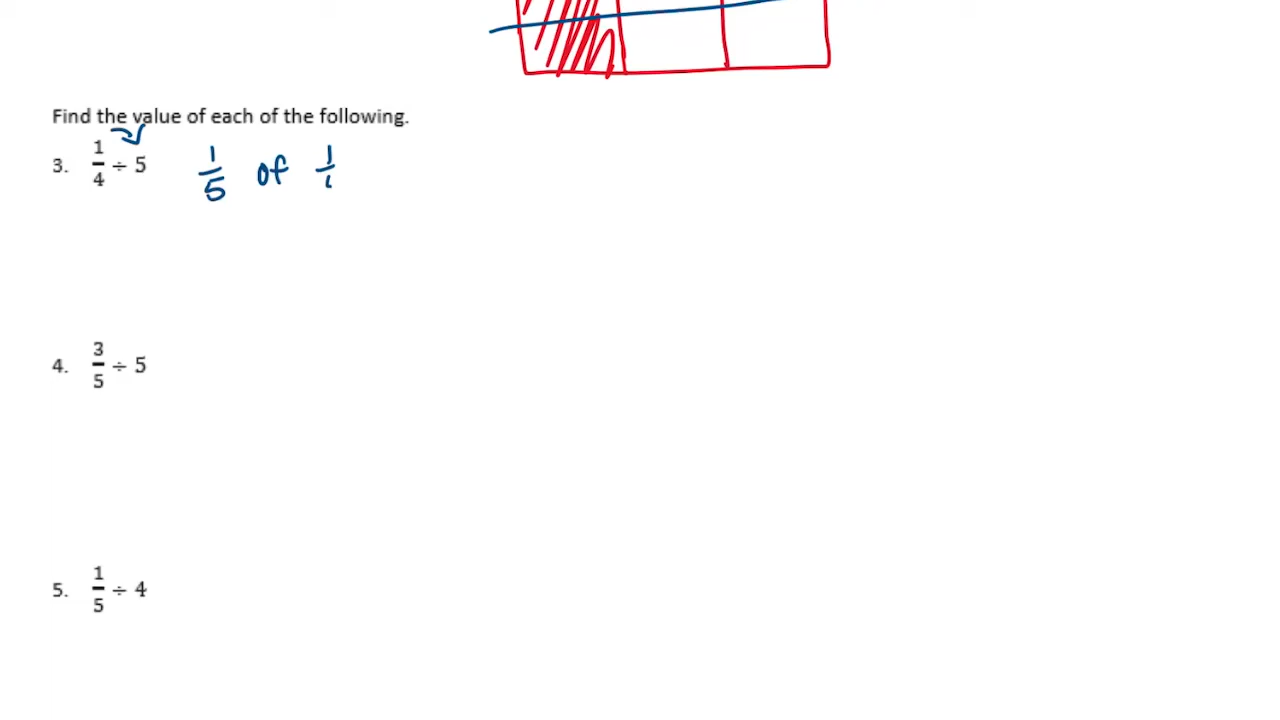 Find the value of each of the following.
3. 1/4 ÷ 5 1/5 of 1/
4. 3/5 ÷ 5
5. 1/5 ÷ 4